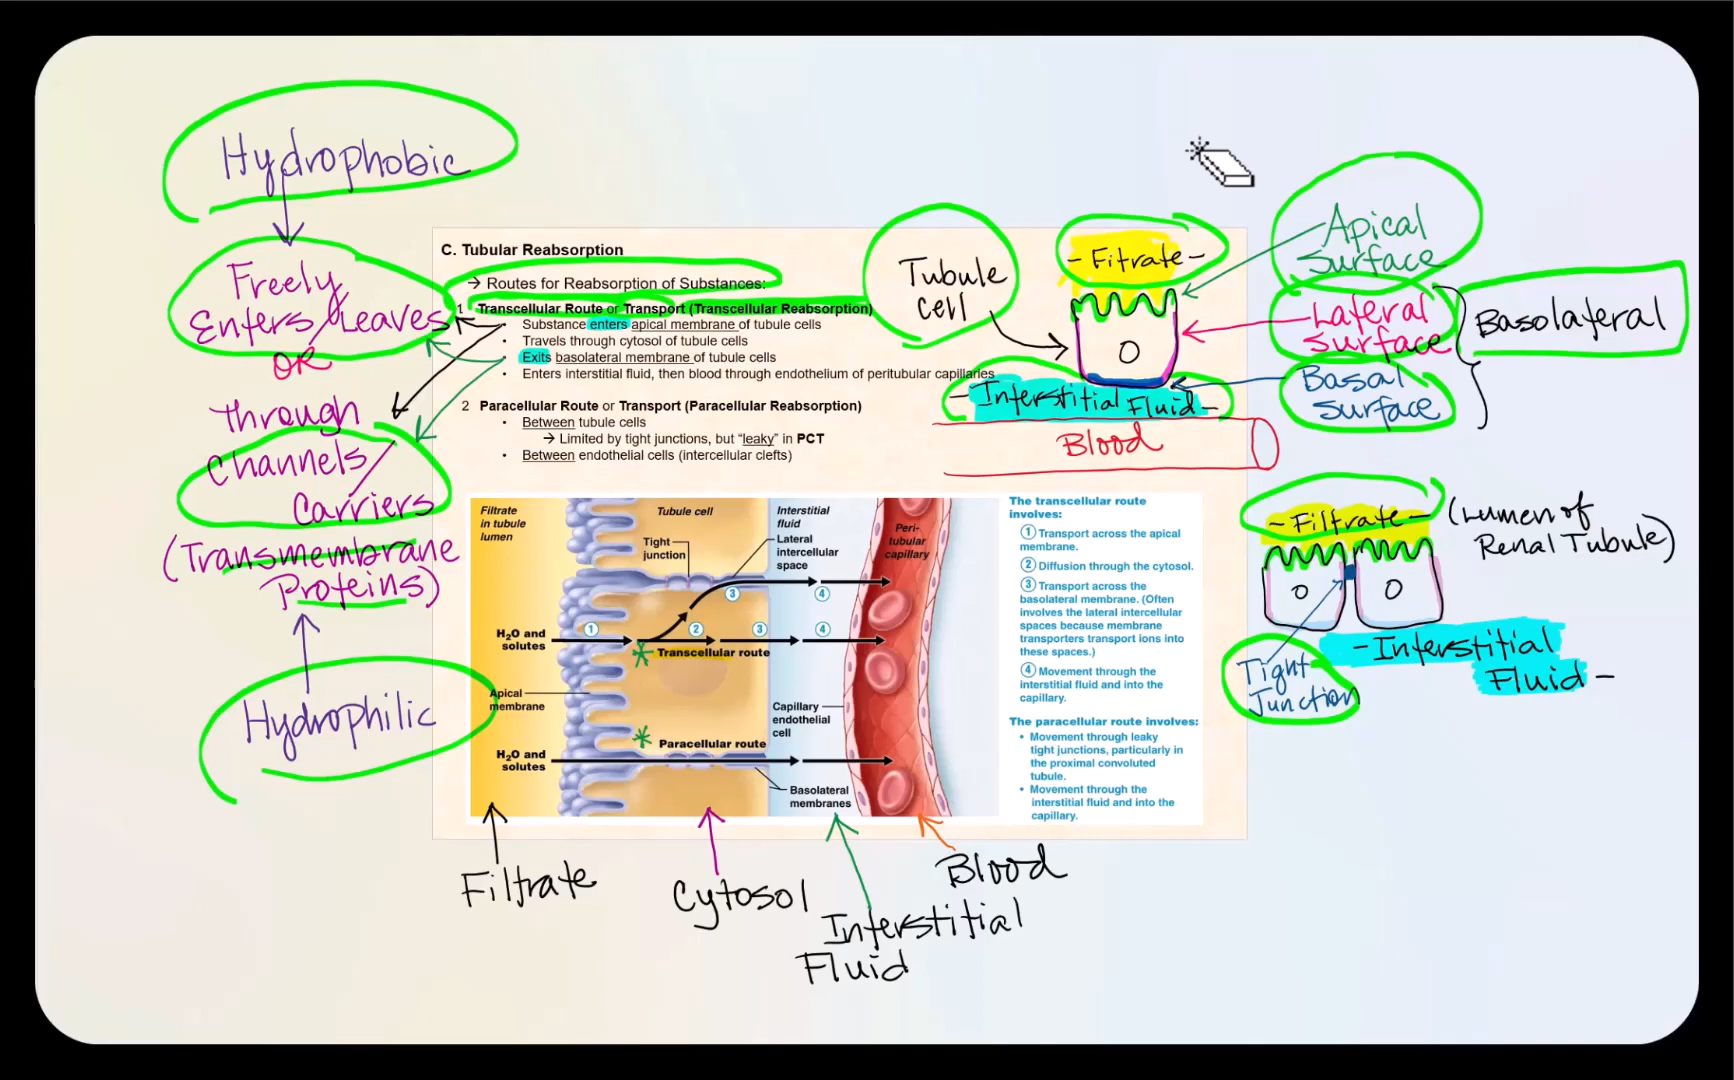 Hydrophobic
Freely
Enters/Leaves
OR
through
Channels/
Carriers
(Transmembrane
Proteins)
Hydrophilic
C. Tubular Reabsorption
→ Routes for Reabsorption of Substances:
1 Transcellular Route or Transport (Transcellular Reabsorption)
• Substance enters apical membrane of tubule cells
• Travels through cytosol of tubule cells
• Exits basolateral membrane of tubule cells
• Enters interstitial fluid, then blood through endothelium of peritubular capillaries
2 Paracellular Route or Transport (Paracellular Reabsorption)
• Between tubule cells
→ Limited by tight junctions, but “leaky” in PCT
• Between endothelial cells (intercellular clefts)
Tubule
Cell
- Fitrate -
O
- Interstitial Fluid -
Blood
Apical
Surface
Lateral
Surface
Basal
Surface
Basolateral
- Filtrate -
(Lumen of
Renal Tubule)
O
O
- Interstitial
Fluid -
Tight
Junction
Filtrate
in tubule
lumen
Tubule cell
Interstitial
fluid
Peri-
tubular
capillary
Tight
junction
Lateral
intercellular
space
3
4
H2O and
solutes
1
2
3
4
Transcellular route
Apical
membrane
Capillary
endothelial
cell
Paracellular route
H2O and
solutes
Basolateral
membranes
The transcellular route
involves:
1 Transport across the apical
membrane.
2 Diffusion through the cytosol.
3 Transport across the
basolateral membrane. (Often
involves the lateral intercellular
spaces because membrane
transporters transport ions into
these spaces.)
4 Movement through the
interstitial fluid and into the
capillary.
The paracellular route involves:
• Movement through leaky
tight junctions, particularly in
the proximal convoluted
tubule.
• Movement through the
interstitial fluid and into the
capillary.
Filtrate
Cytosol
Interstitial
Fluid
Blood